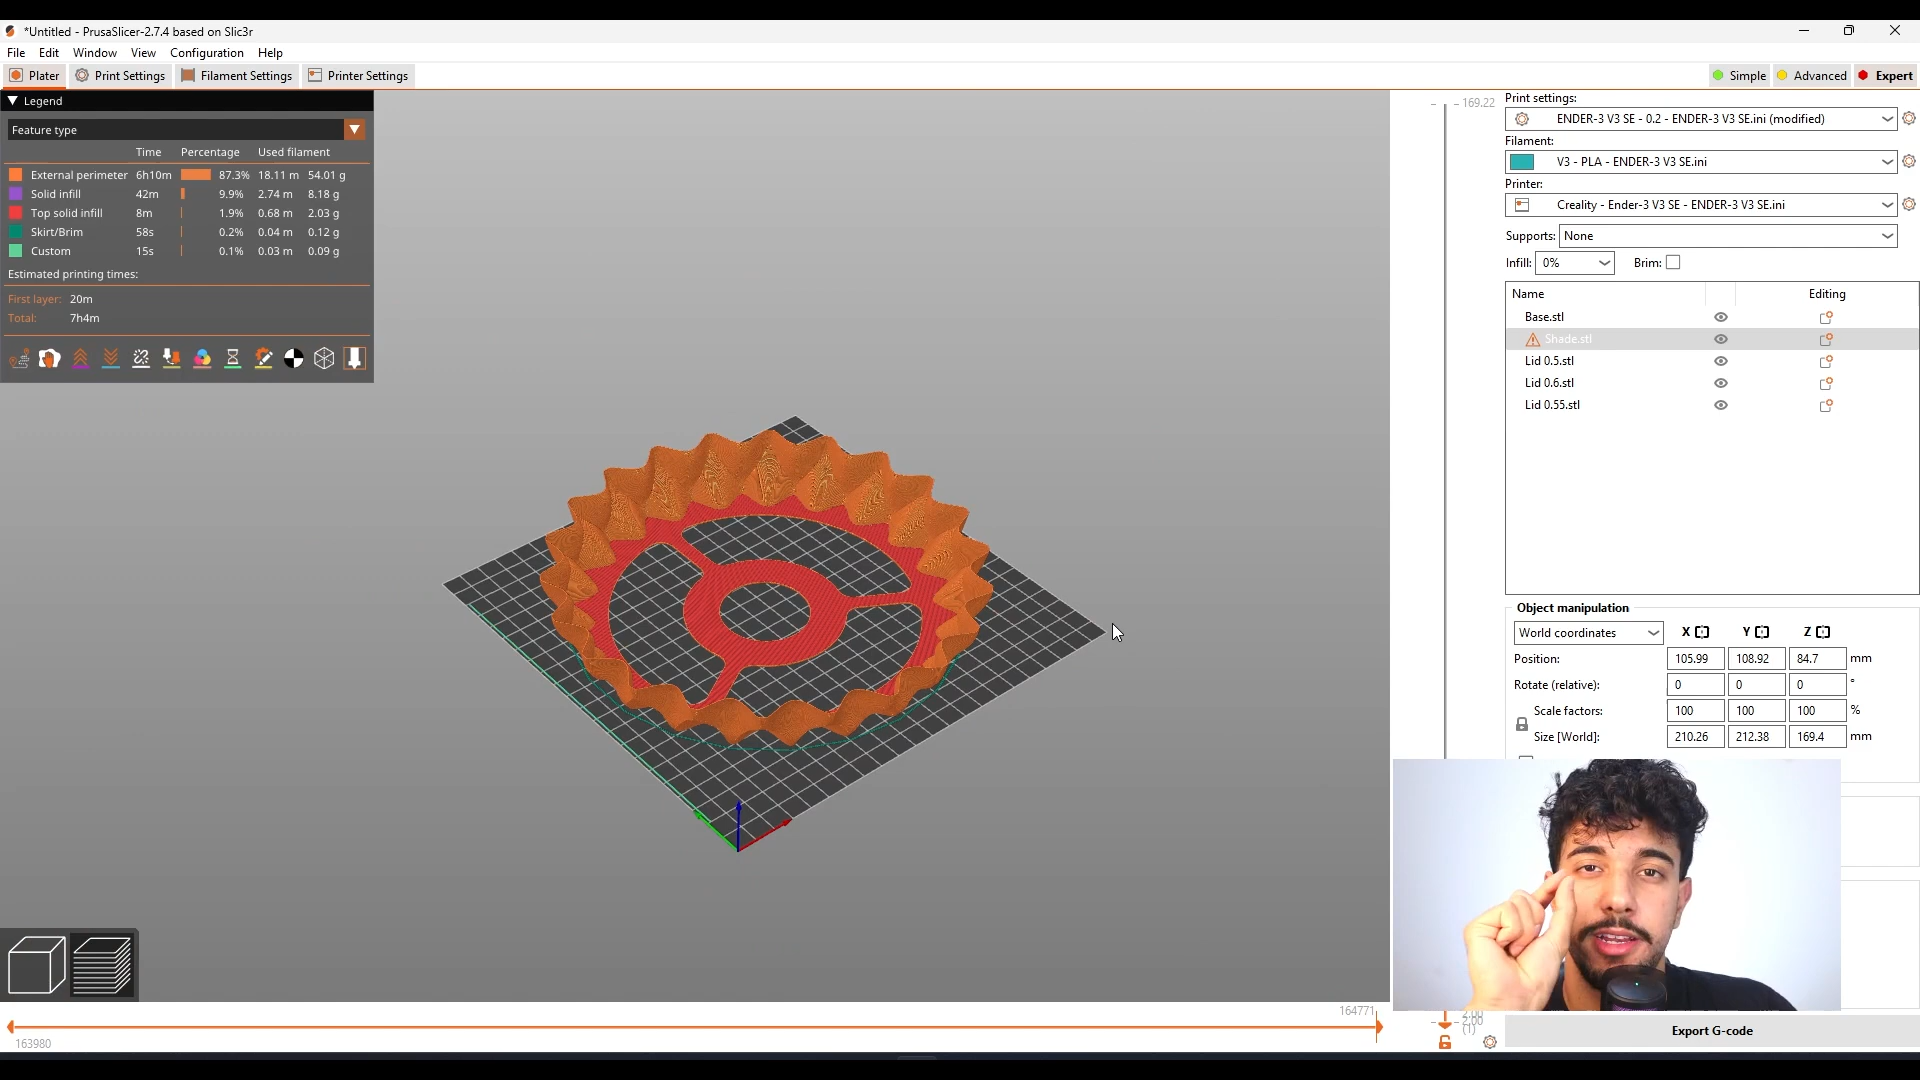 *Untitled - PrusaSlicer-2.7.4 based on Slic3r
File Edit Window View Configuration Help
Plater Print Settings Filament Settings Printer Settings Simple Advanced Expert
Legend
Feature type
Time Percentage Used filament
External perimeter 6h10m 87.3% 18.11 m 54.01 g
Solid infill 42m 9.9% 2.74 m 8.18 g
Top solid infill 8m 1.9% 0.68 m 2.03 g
Skirt/Brim 58s 0.2% 0.04 m 0.12 g
Custom 15s 0.1% 0.03 m 0.09 g
Estimated printing times:
First layer: 20m
Total: 7h4m
169.22
Print settings:
ENDER-3 V3 SE - 0.2 - ENDER-3 V3 SE.ini (modified)
Filament:
V3 - PLA - ENDER-3 V3 SE.ini
Printer:
Creality - Ender-3 V3 SE - ENDER-3 V3 SE.ini
Supports: None
Infill: 0% Brim:
Name Editing
Base.stl
Shade.stl
Lid 0.5.stl
Lid 0.6.stl
Lid 0.55.stl
Object manipulation
World coordinates X Y Z
Position: 105.99 108.92 84.7 mm
Rotate (relative): 0 0 0 °
Scale factors: 100 100 100 %
Size [World]: 210.26 212.38 169.4 mm
164771
163980
2.00
(1)
Export G-code